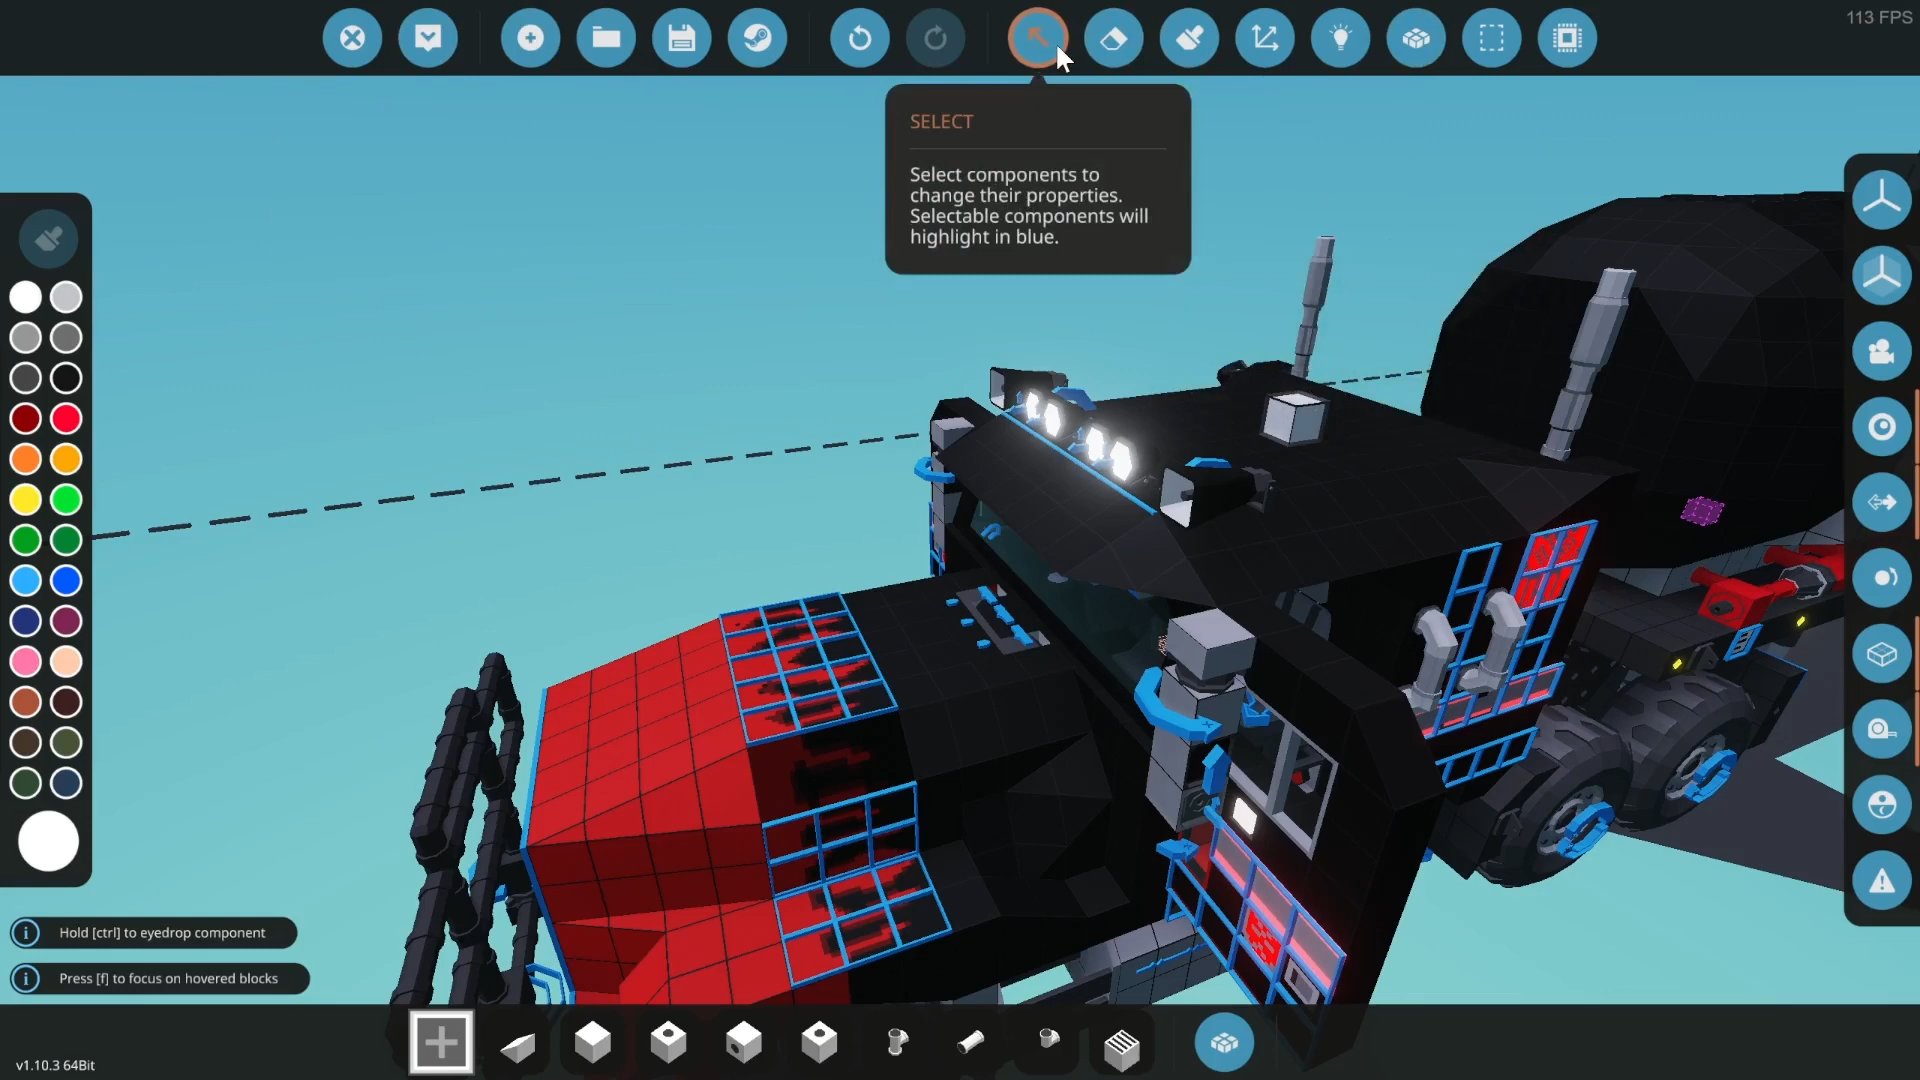 113 FPS
SELECT
Select components to
change their properties.
Selectable components will
highlight in blue.
Hold [ctrl] to eyedrop component
Press [f] to focus on hovered blocks
v1.10.3 64Bit